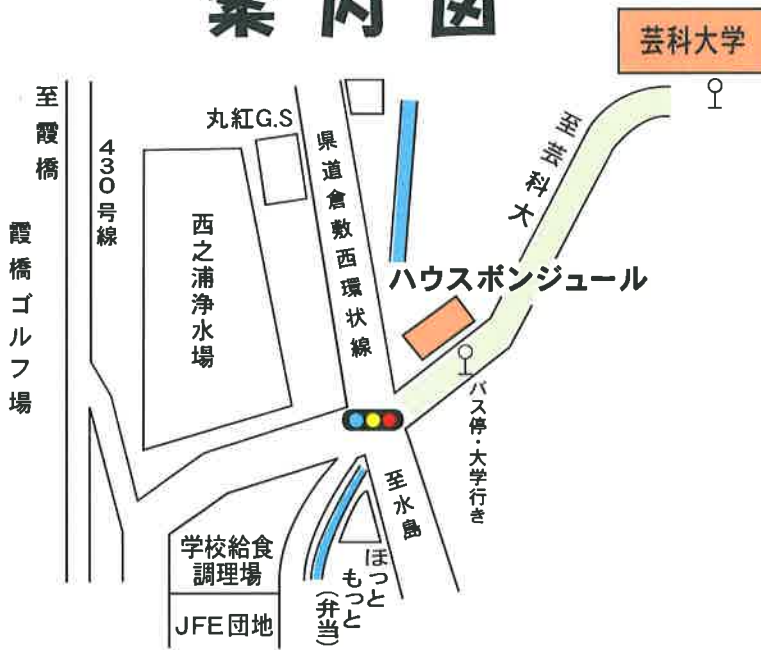 案内図
芸科大学
至霞橋
430号線
霞橋ゴルフ場
丸紅G.S
西之浦浄水場
県道倉敷西環状線
至芸科大
ハウスボンジュール
バス停・大学行き
至水島
学校給食
調理場
JFE団地
ほっと
もっと
(弁当)